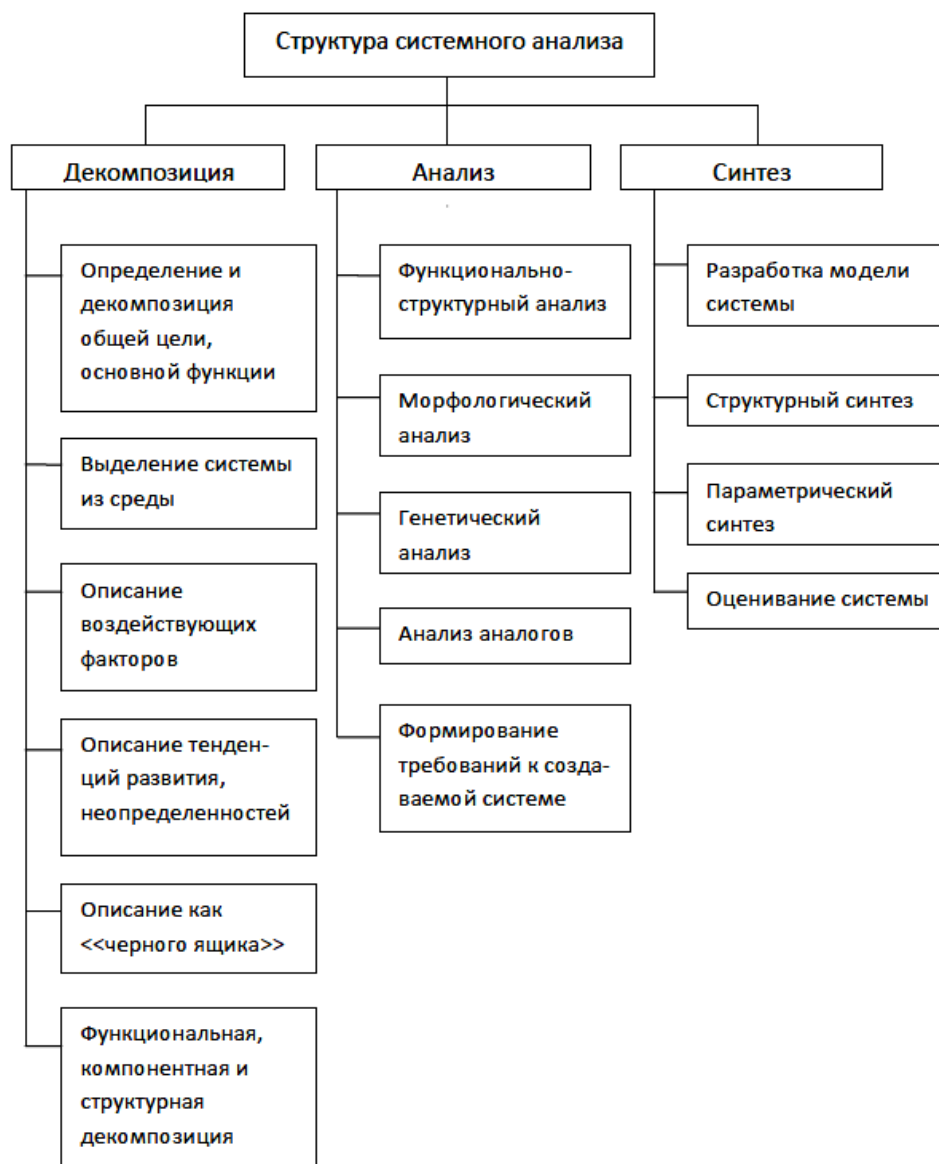 Структура системного анализа
Декомпозиция
Определение и
декомпозиция
общей цели,
основной функции
Выделение системы
из среды
Описание
воздействующих
факторов
Описание тенден-
ций развития,
неопределенностей
Описание как
<<черного ящика>>
Функциональная,
компонентная и
структурная
декомпозиция
Анализ
Функционально-
структурный анализ
Морфологический
анализ
Генетический
анализ
Анализ аналогов
Формирование
требований к созда-
ваемой системе
Синтез
Разработка модели
системы
Структурный синтез
Параметрический
синтез
Оценивание системы